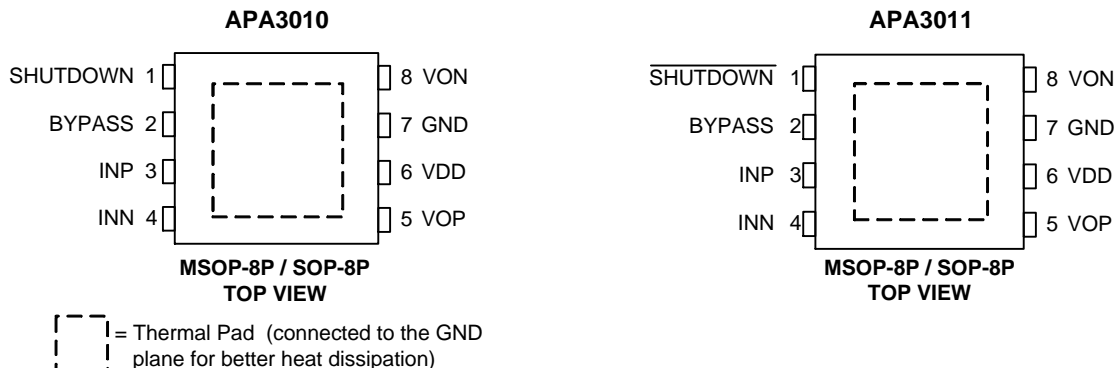 APA3010
SHUTDOWN 1
BYPASS 2
INP 3
INN 4
8 VON
7 GND
6 VDD
5 VOP
MSOP-8P / SOP-8P
TOP VIEW
= Thermal Pad (connected to the GND
plane for better heat dissipation)
APA3011
S̅H̅U̅T̅D̅O̅W̅N̅ 1
BYPASS 2
INP 3
INN 4
8 VON
7 GND
6 VDD
5 VOP
MSOP-8P / SOP-8P
TOP VIEW